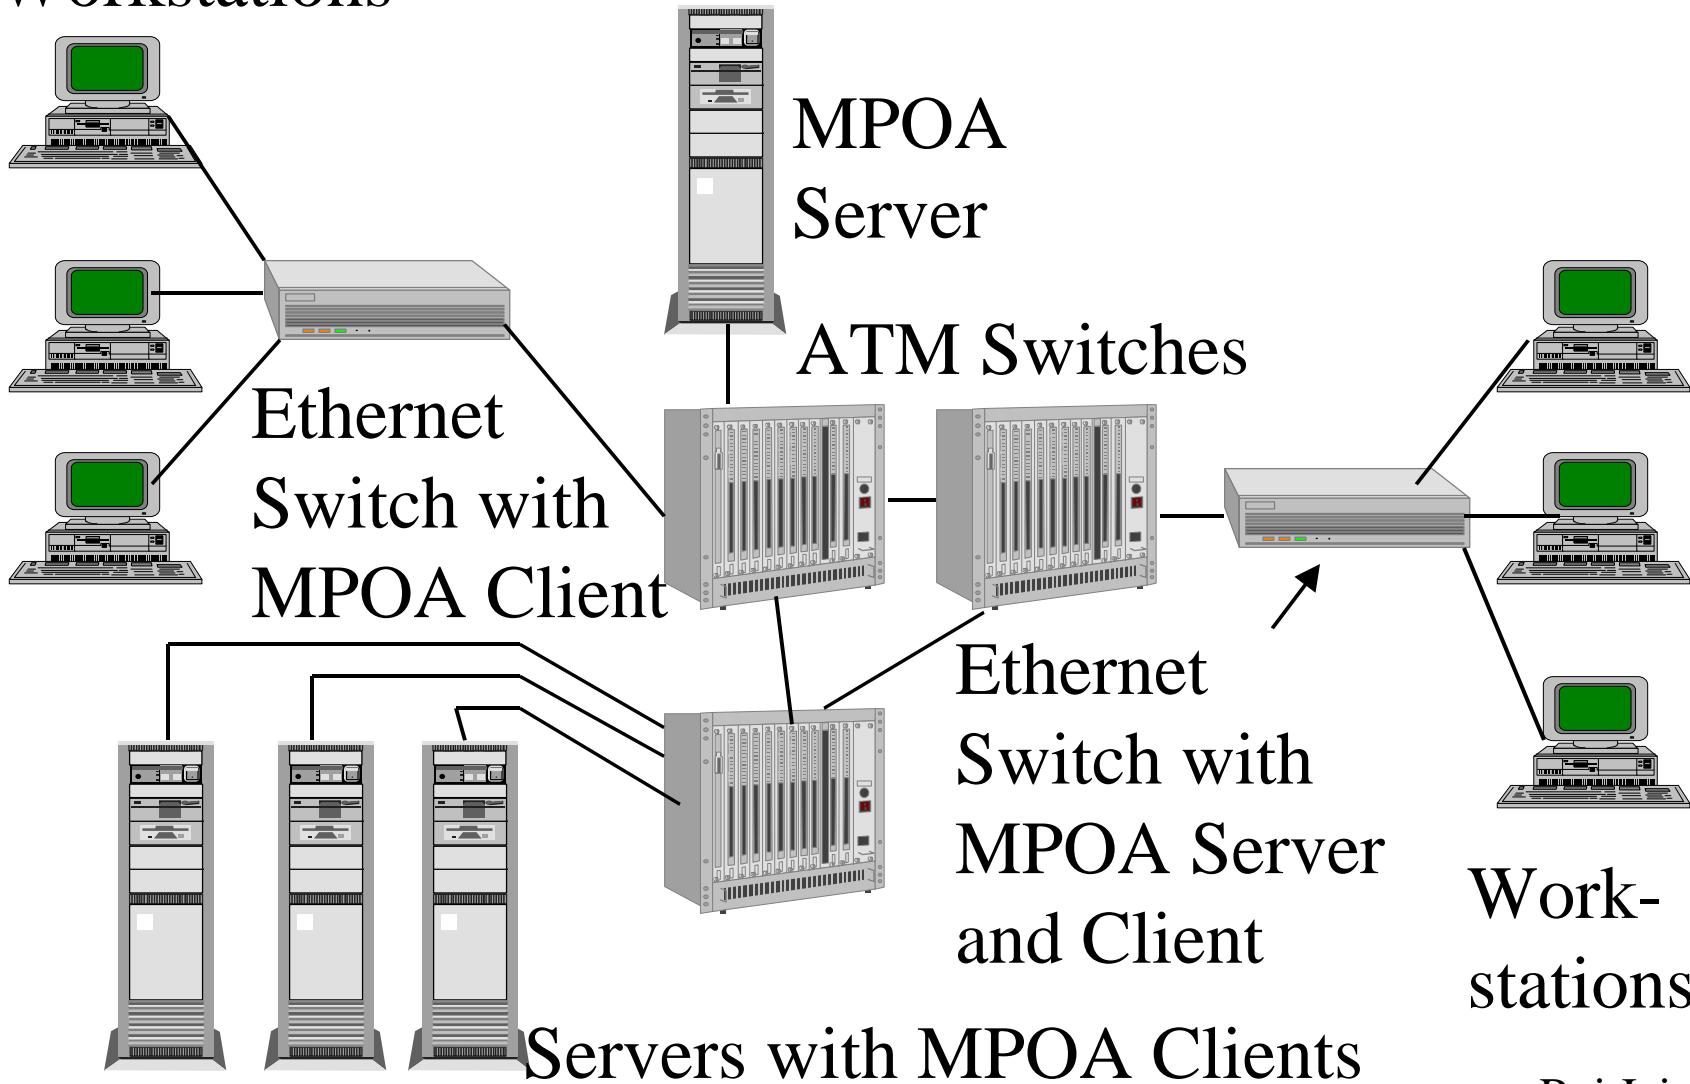 Workstations
MPOA
Server
ATM Switches
Ethernet
Switch with
MPOA Client
Ethernet
Switch with
MPOA Server
and Client
Work-
stations
Servers with MPOA Clients